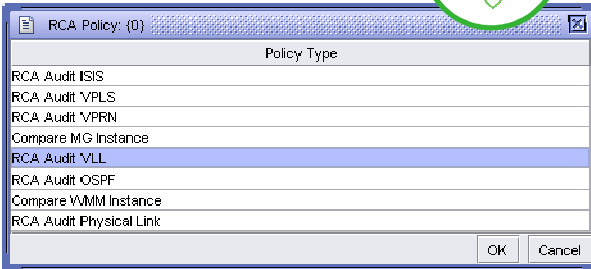 RCA Policy: {0}
Policy Type
RCA Audit ISIS
RCA Audit VPLS
RCA Audit VPRN
Compare MG Instance
RCA Audit VLL
RCA Audit OSPF
Compare WMM Instance
RCA Audit Physical Link
OK Cancel